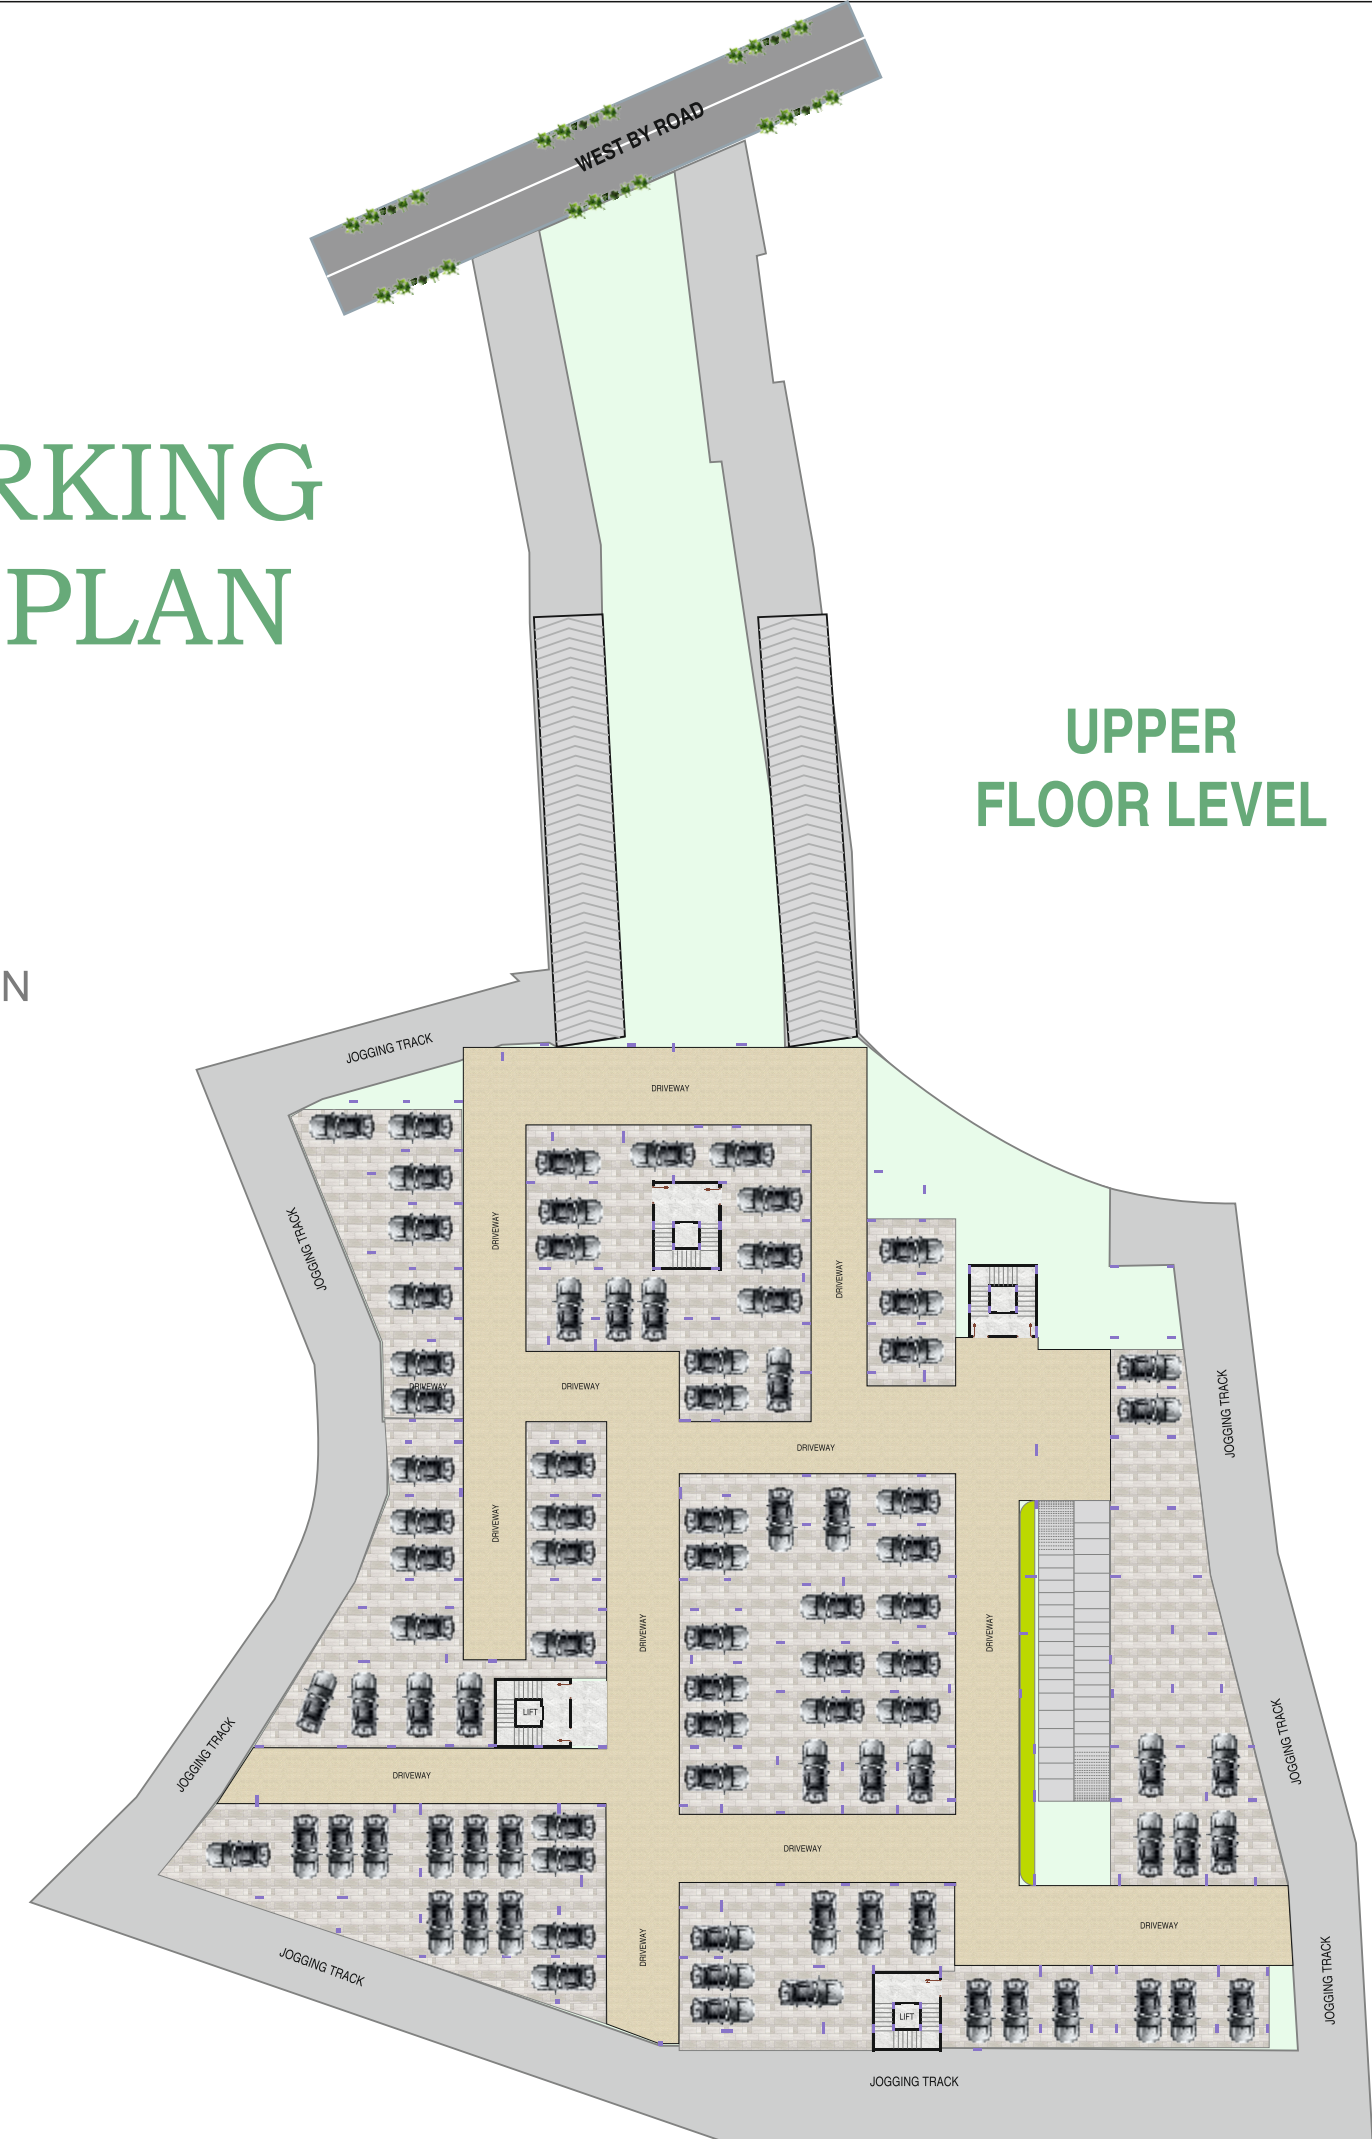 WEST BY ROAD
RKING
PLAN
UPPER
FLOOR LEVEL
N
JOGGING TRACK
DRIVEWAY
JOGGING TRACK
DRIVEWAY
DRIVEWAY
DRIVEWAY
DRIVEWAY
JOGGING TRACK
DRIVEWAY
DRIVEWAY
DRIVEWAY
DRIVEWAY
LIFT
JOGGING TRACK
JOGGING TRACK
DRIVEWAY
DRIVEWAY
DRIVEWAY
DRIVEWAY
JOGGING TRACK
JOGGING TRACK
LIFT
JOGGING TRACK